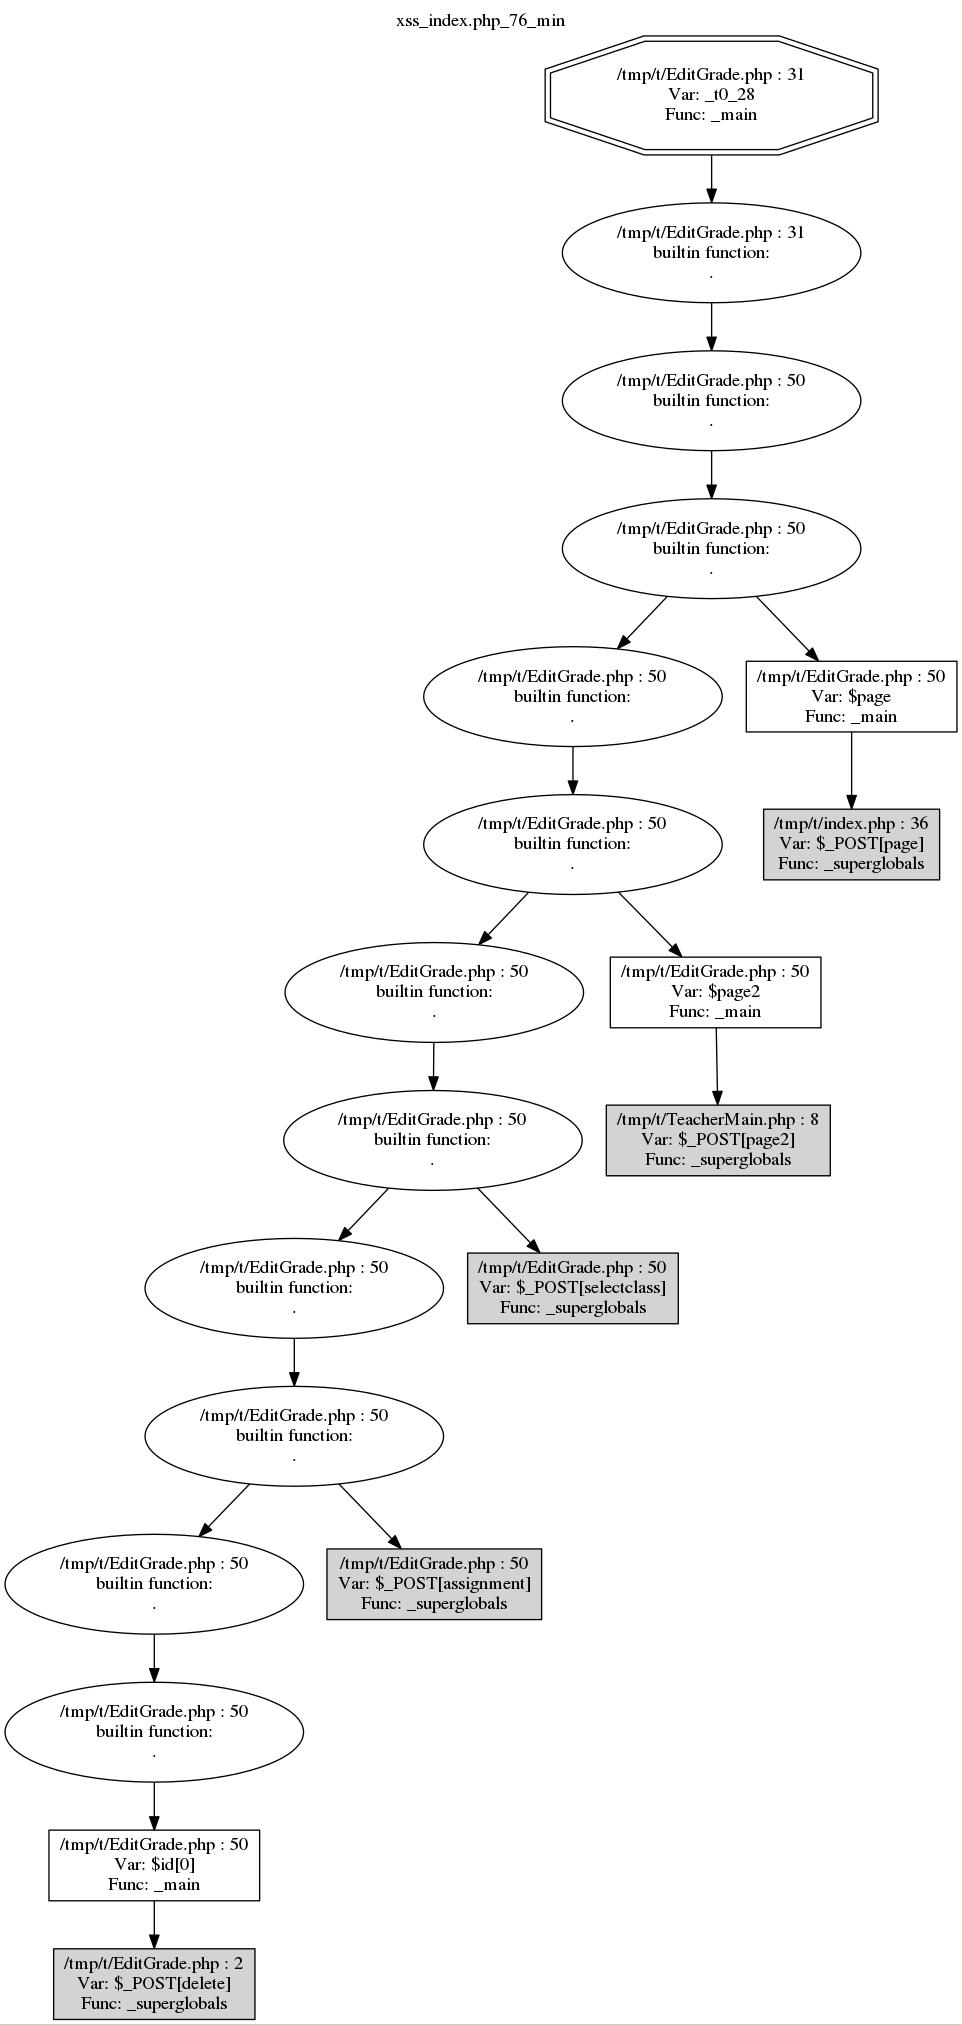 xss_index.php_76_min
/tmp/t/EditGrade.php : 31
Var: _t0_28
Func: _main
/tmp/t/EditGrade.php : 31
builtin function:
.
/tmp/t/EditGrade.php : 50
builtin function:
.
/tmp/t/EditGrade.php : 50
builtin function:
.
/tmp/t/EditGrade.php : 50
builtin function:
.
/tmp/t/EditGrade.php : 50
Var: $page
Func: _main
/tmp/t/EditGrade.php : 50
builtin function:
.
/tmp/t/index.php : 36
Var: $_POST[page]
Func: _superglobals
/tmp/t/EditGrade.php : 50
builtin function:
.
/tmp/t/EditGrade.php : 50
Var: $page2
Func: _main
/tmp/t/EditGrade.php : 50
builtin function:
.
/tmp/t/TeacherMain.php : 8
Var: $_POST[page2]
Func: _superglobals
/tmp/t/EditGrade.php : 50
builtin function:
.
/tmp/t/EditGrade.php : 50
Var: $_POST[selectclass]
Func: _superglobals
/tmp/t/EditGrade.php : 50
builtin function:
.
/tmp/t/EditGrade.php : 50
builtin function:
.
/tmp/t/EditGrade.php : 50
Var: $_POST[assignment]
Func: _superglobals
/tmp/t/EditGrade.php : 50
builtin function:
.
/tmp/t/EditGrade.php : 50
Var: $id[0]
Func: _main
/tmp/t/EditGrade.php : 2
Var: $_POST[delete]
Func: _superglobals